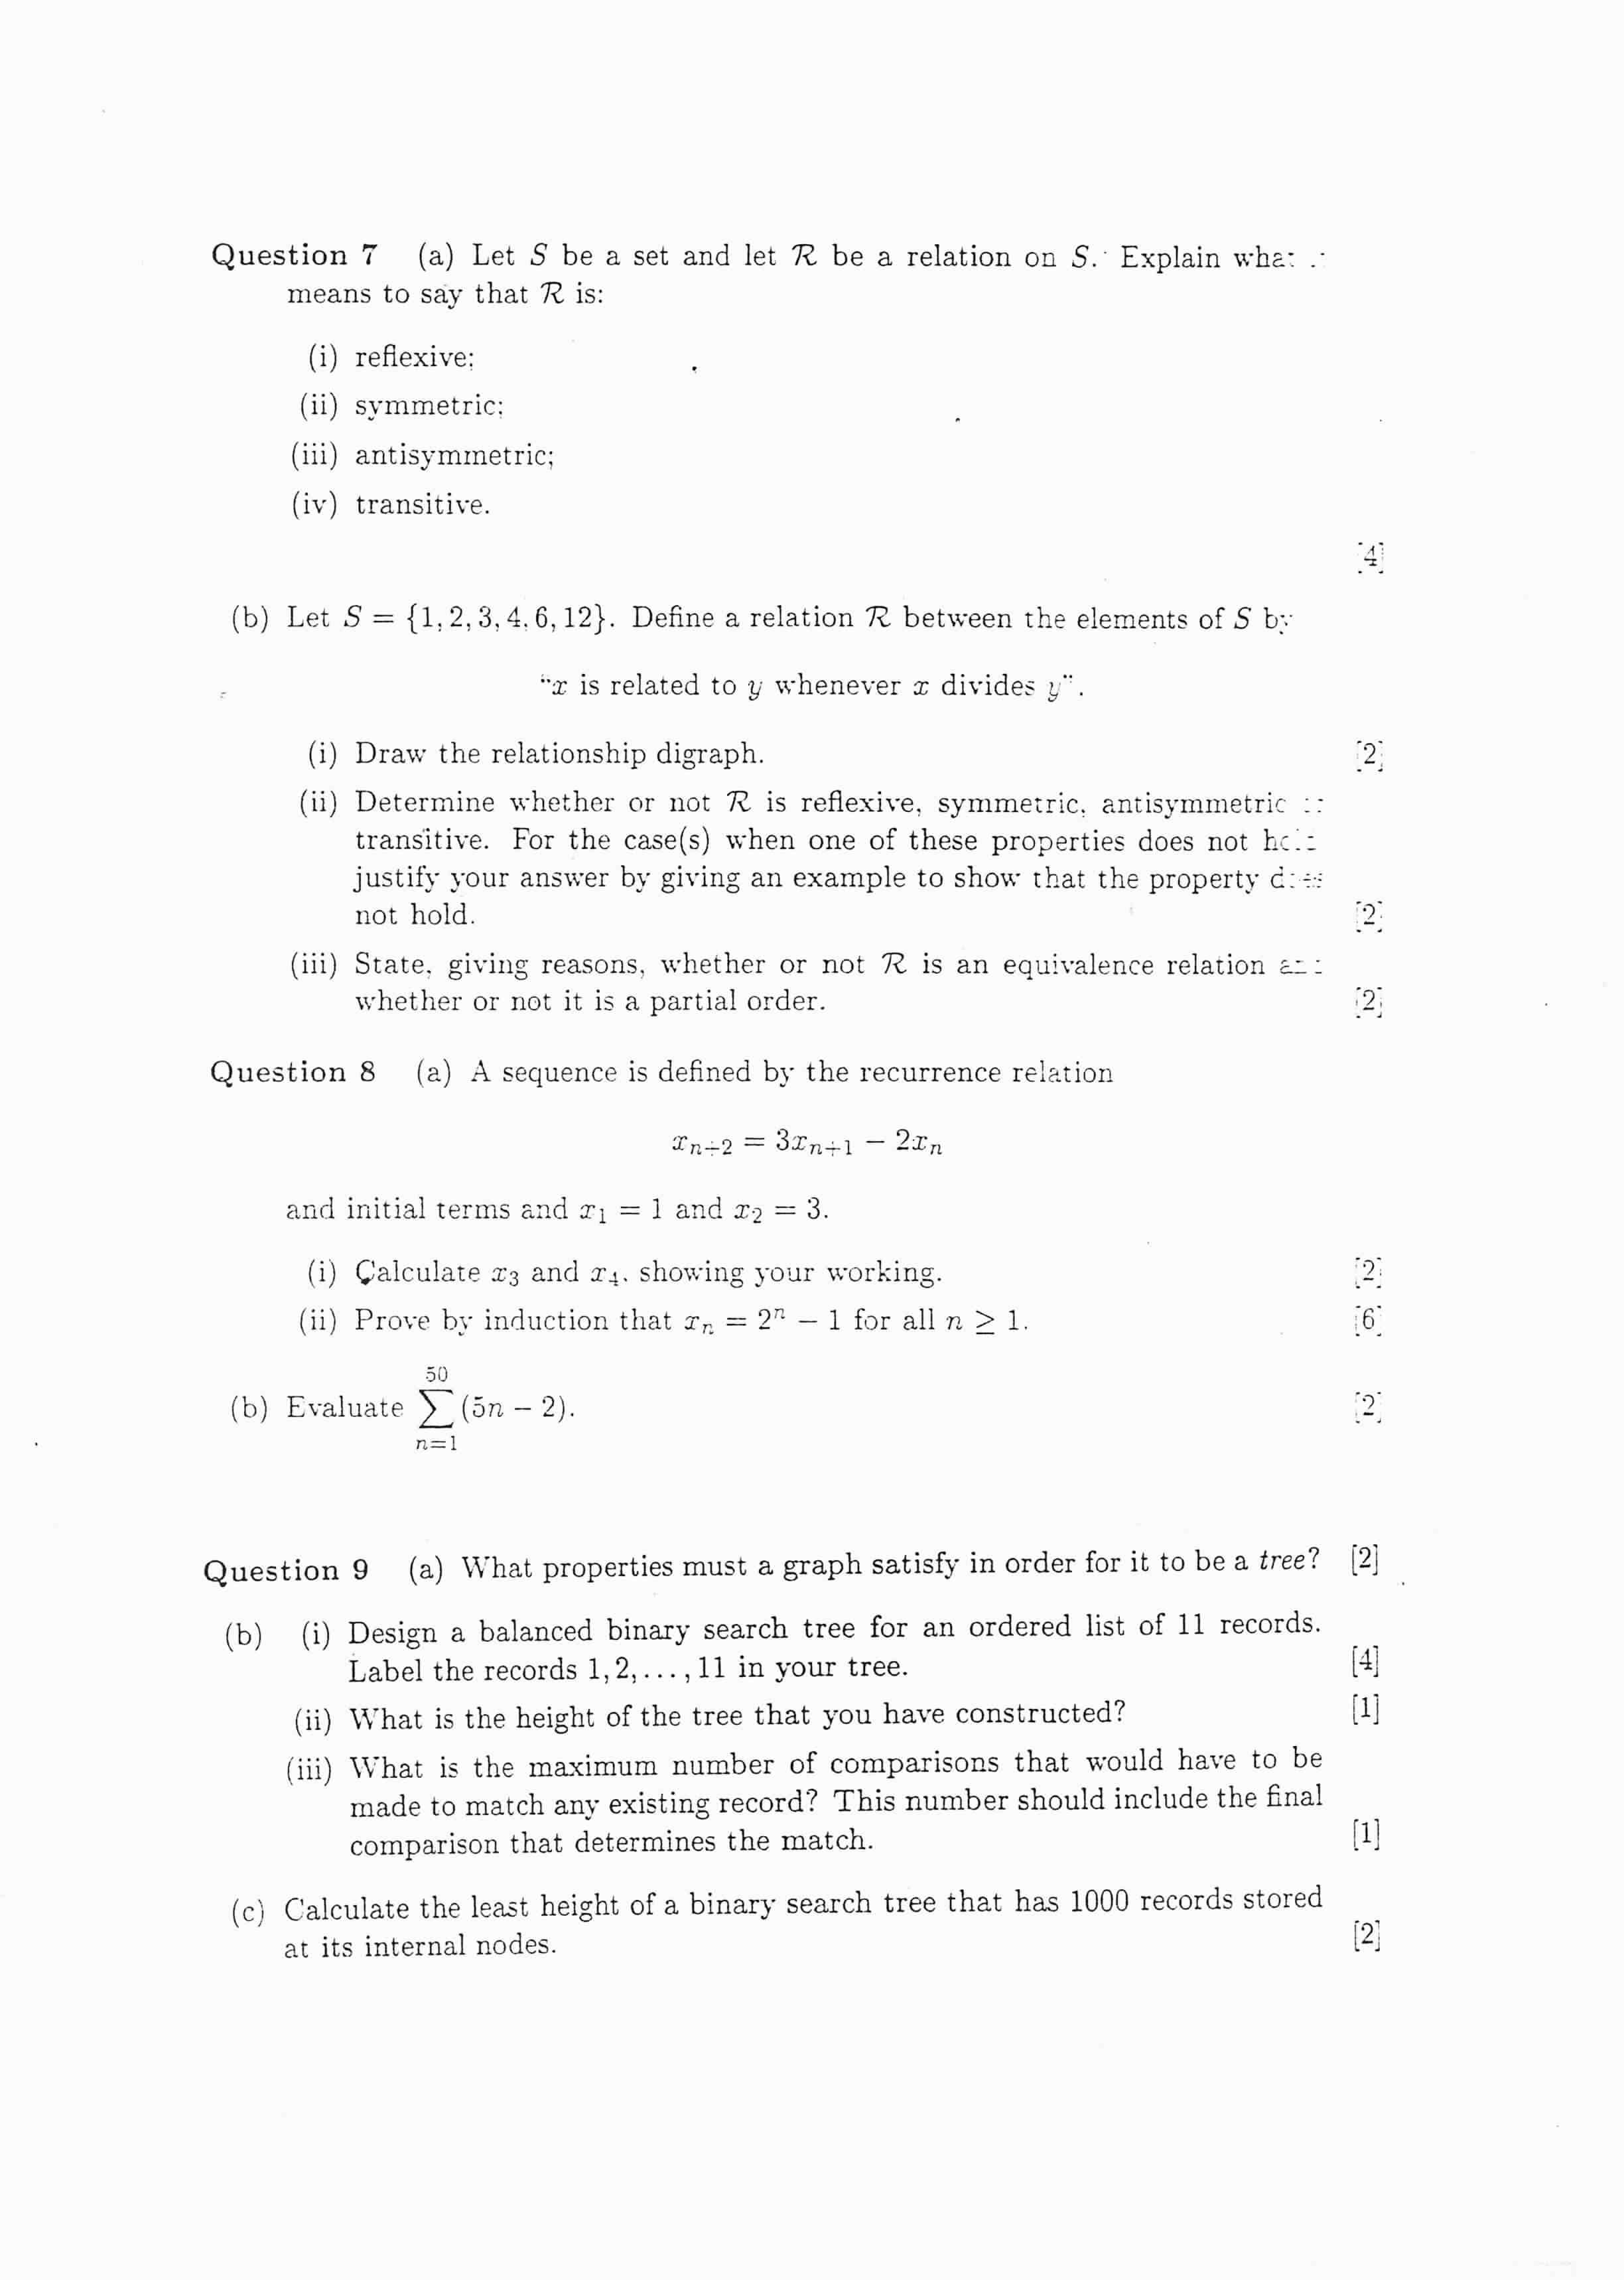 Question 7 (a) Let S be a set and let R be a relation on S. Explain what
means to say that R is:
(i) reflexive;
(ii) symmetric;
(iii) antisymmetric;
(iv) transitive.
[4]
(b) Let S = {1, 2, 3, 4, 6, 12}. Define a relation R between the elements of S by
"x is related to y whenever x divides y".
(i) Draw the relationship digraph. [2]
(ii) Determine whether or not R is reflexive, symmetric, antisymmetric
transitive. For the case(s) when one of these properties does not
justify your answer by giving an example to show that the property
not hold. [2]
(iii) State, giving reasons, whether or not R is an equivalence relation
whether or not it is a partial order. [2]
Question 8 (a) A sequence is defined by the recurrence relation
xₙ₊₂ = 3xₙ₊₁ − 2xₙ
and initial terms and x₁ = 1 and x₂ = 3.
(i) Calculate x₃ and x₄, showing your working. [2]
(ii) Prove by induction that xₙ = 2ⁿ − 1 for all n ≥ 1. [6]
50
(b) Evaluate ∑ (5n − 2). [2]
n=1
Question 9 (a) What properties must a graph satisfy in order for it to be a tree? [2]
(b) (i) Design a balanced binary search tree for an ordered list of 11 records.
Label the records 1, 2, . . . , 11 in your tree. [4]
(ii) What is the height of the tree that you have constructed? [1]
(iii) What is the maximum number of comparisons that would have to be
made to match any existing record? This number should include the final
comparison that determines the match. [1]
(c) Calculate the least height of a binary search tree that has 1000 records stored
at its internal nodes. [2]